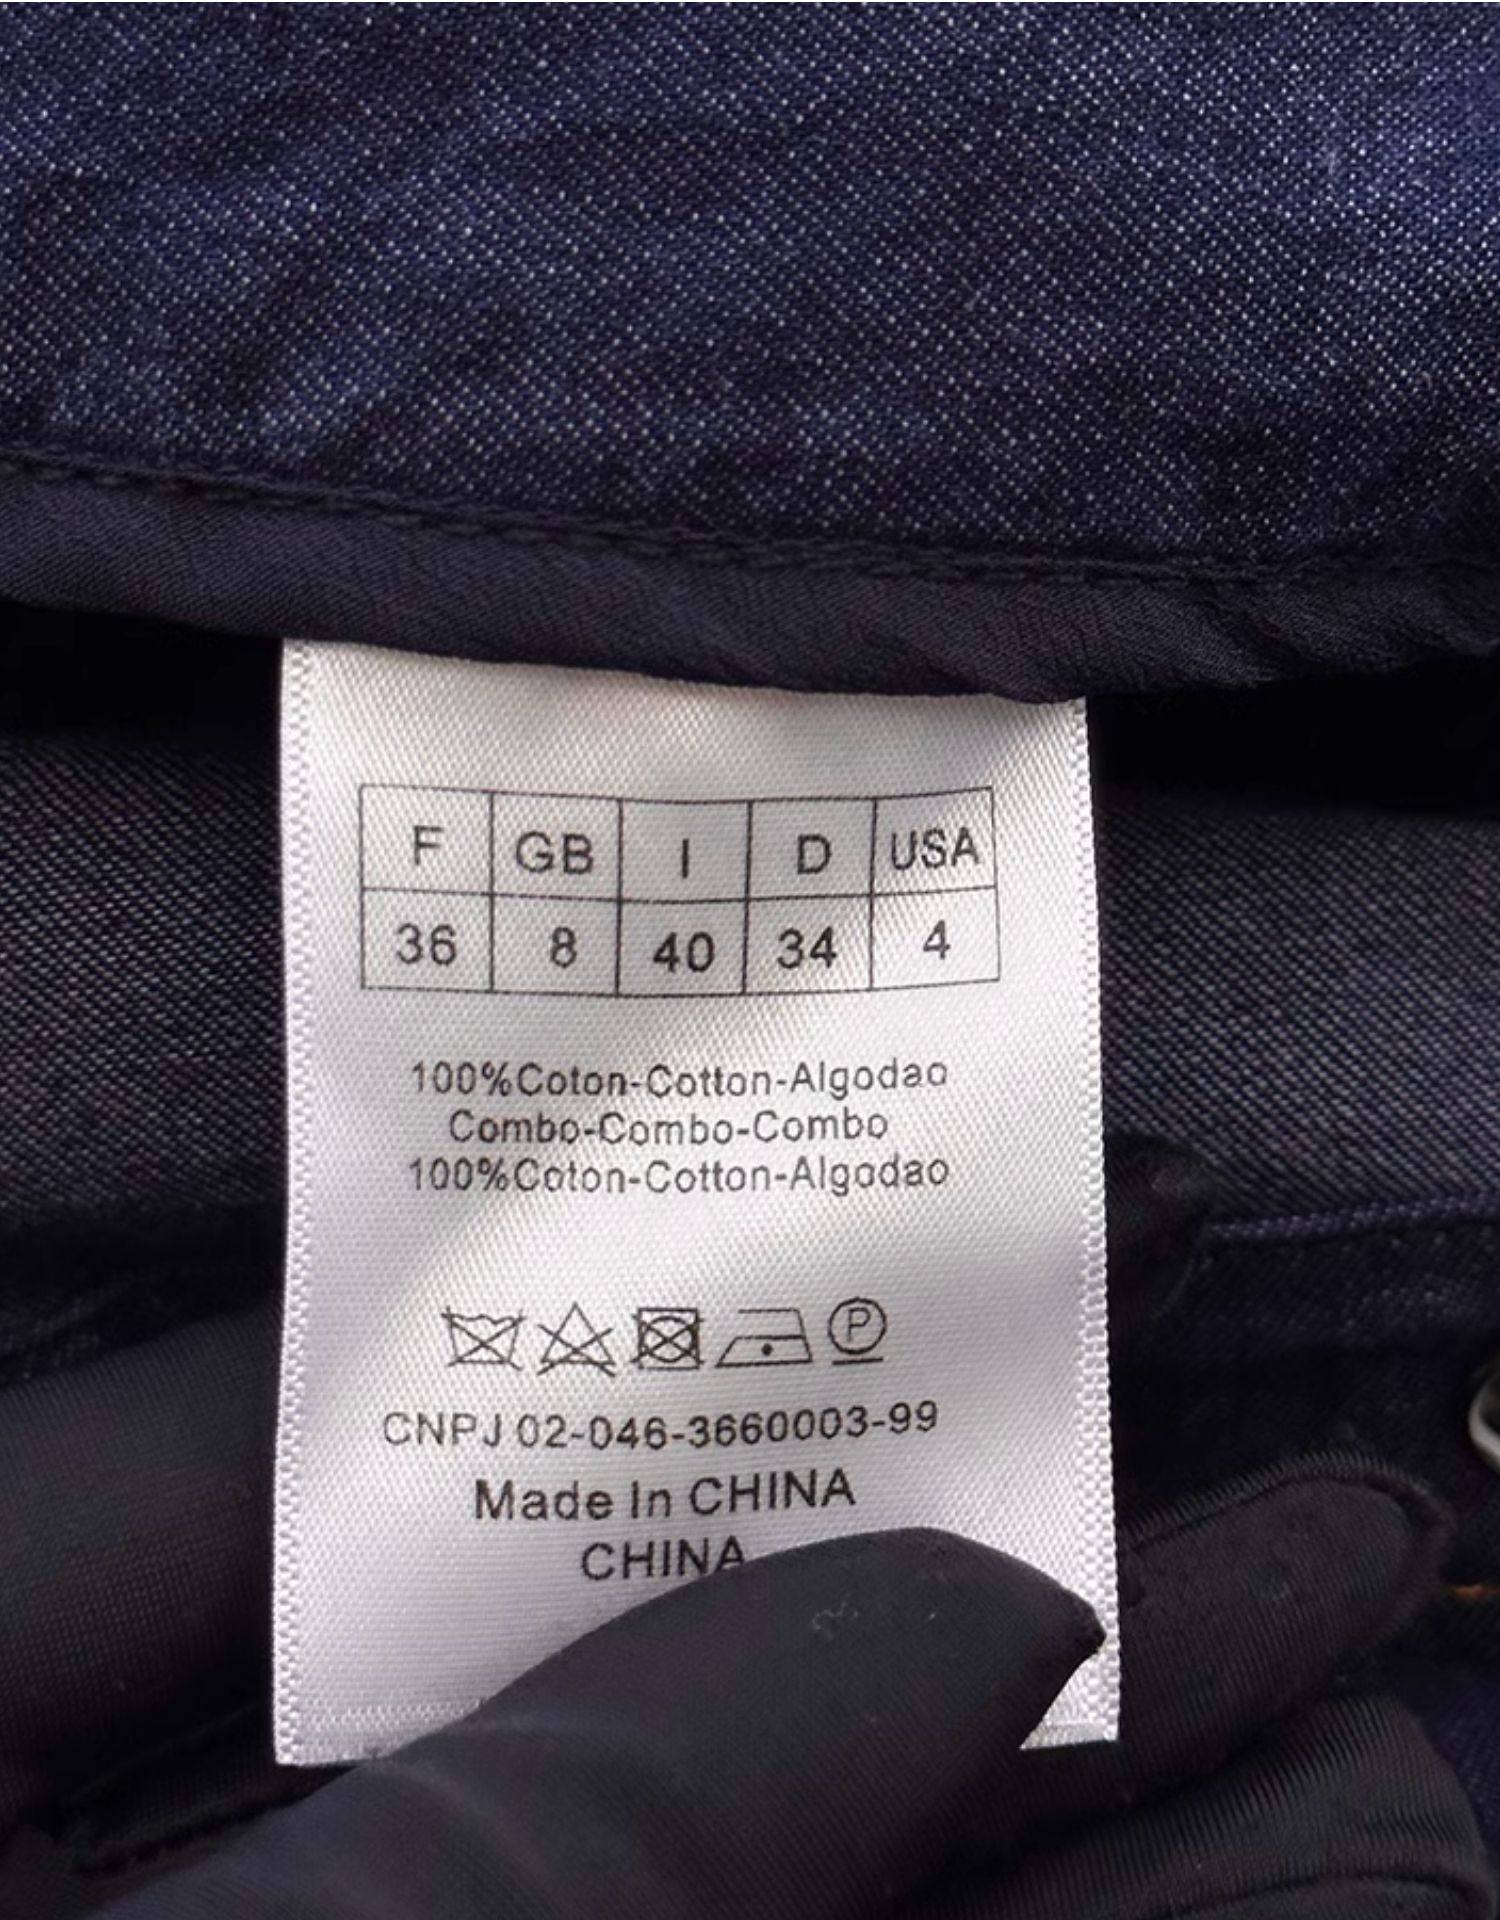 F GB I D USA
36 8 40 34 4
100%Coton-Cotton-Algodao
Combo-Combo-Combo
100%Coton-Cotton-Algodao
P
CNPJ 02-046-3660003-99
Made In CHINA
CHINA